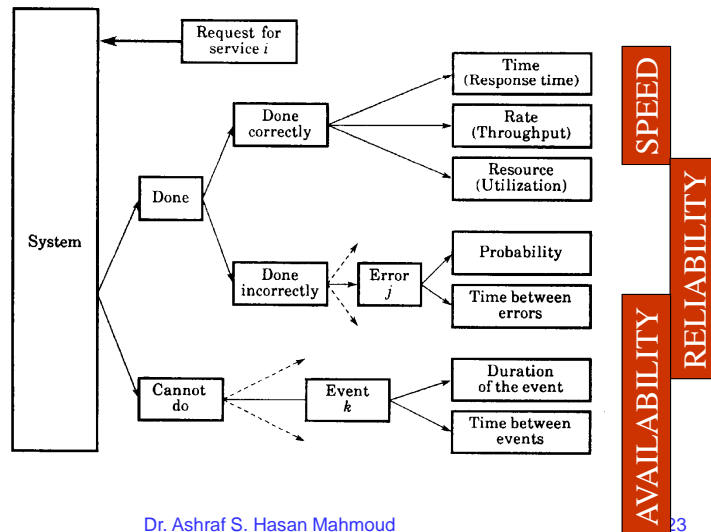 Request for
service i
System
Done
Done
correctly
Time
(Response time)
Rate
(Throughput)
Resource
(Utilization)
Done
incorrectly
Error
j
Probability
Time between
errors
Cannot
do
Event
k
Duration
of the event
Time between
events
SPEED
RELIABILITY
AVAILABILITY
Dr. Ashraf S. Hasan Mahmoud
23